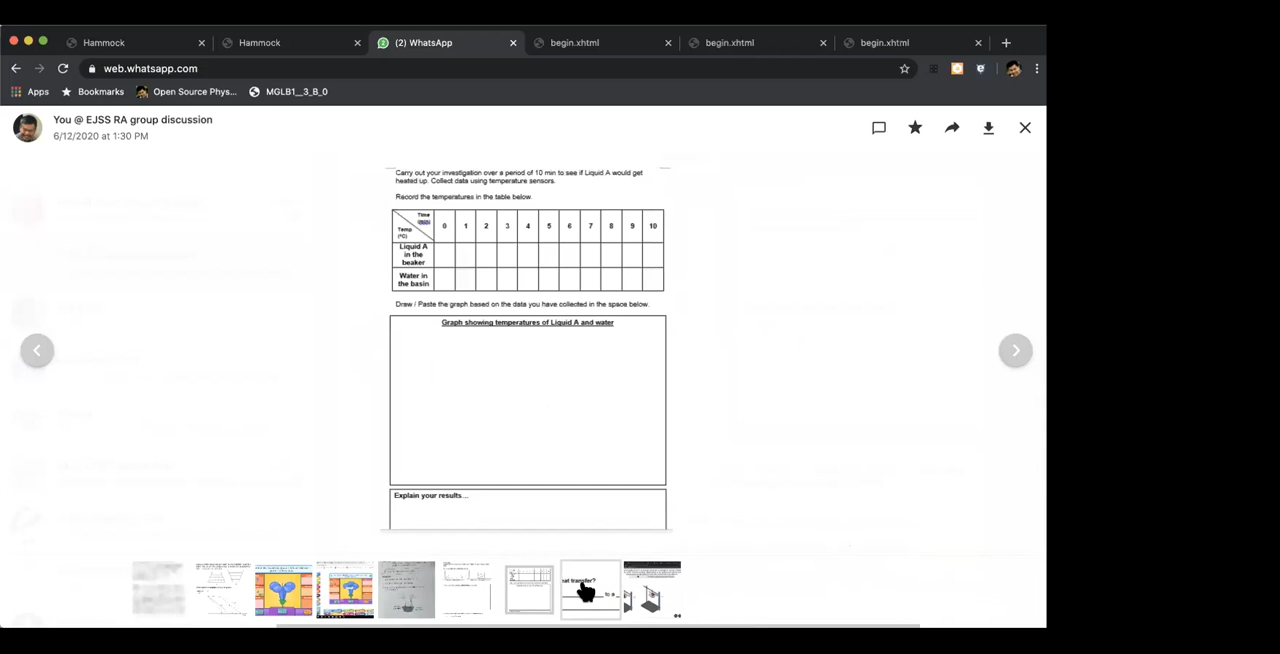 Hammock
Hammock
(2) WhatsApp
begin.xhtml
begin.xhtml
begin.xhtml
web.whatsapp.com
Apps
Bookmarks
Open Source Phys...
MGLB1__3_B_0
You @ EJSS RA group discussion
6/12/2020 at 1:30 PM
Carry out your investigation over a period of 10 min to see if Liquid A would get
heated up. Collect data using temperature sensors.
Record the temperatures in the table below
Time
(min)
Temp
(°C)
0 1 2 3 4 5 6 7 8 9 10
Liquid A
in the
beaker
Water in
the basin
Draw / Paste the graph based on the data you have collected in the space below.
Graph showing temperatures of Liquid A and water
Explain your results...
at transfer?
to a